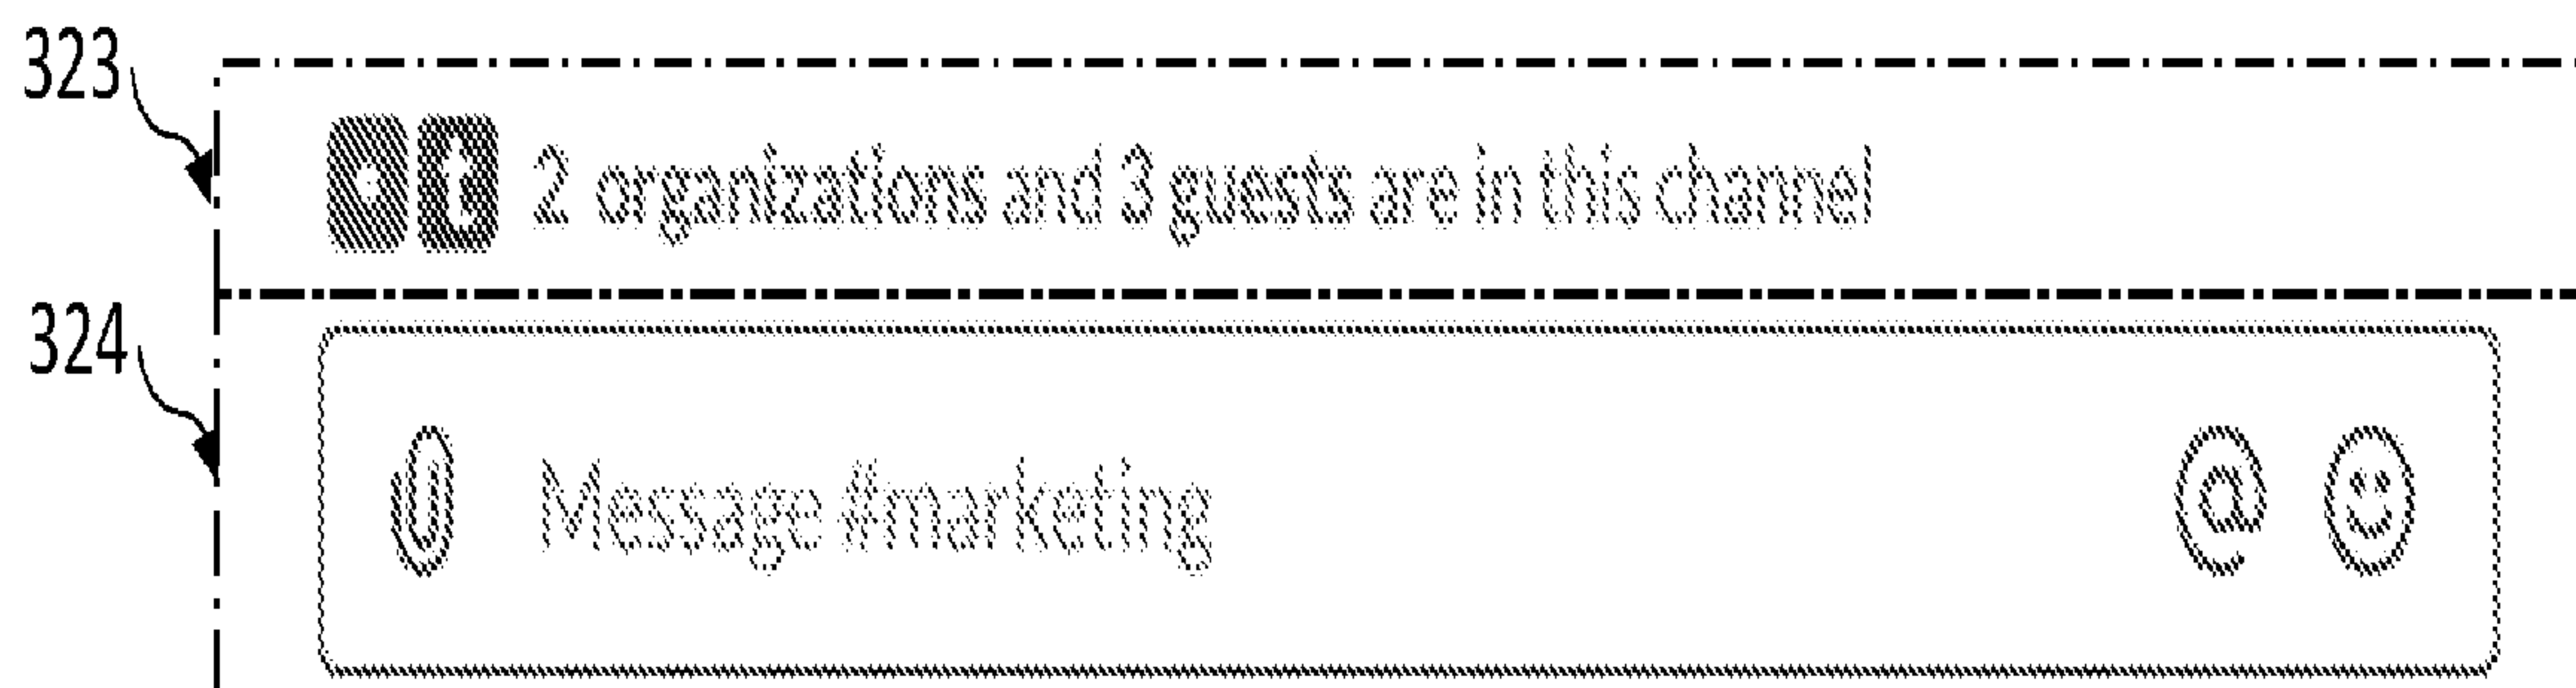 323
2 organizations and 3 guests are in this channel
324
Message #marketing
@